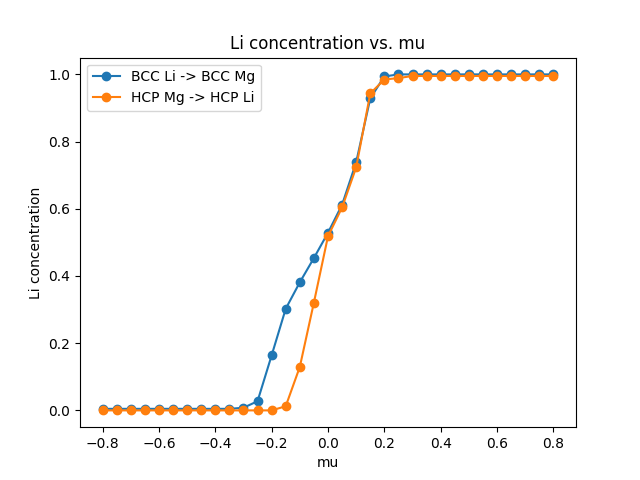 Li concentration vs. mu
BCC Li -> BCC Mg
HCP Mg -> HCP Li
Li concentration
1.0
0.8
0.6
0.4
0.2
0.0
−0.8 −0.6 −0.4 −0.2 0.0 0.2 0.4 0.6 0.8
mu